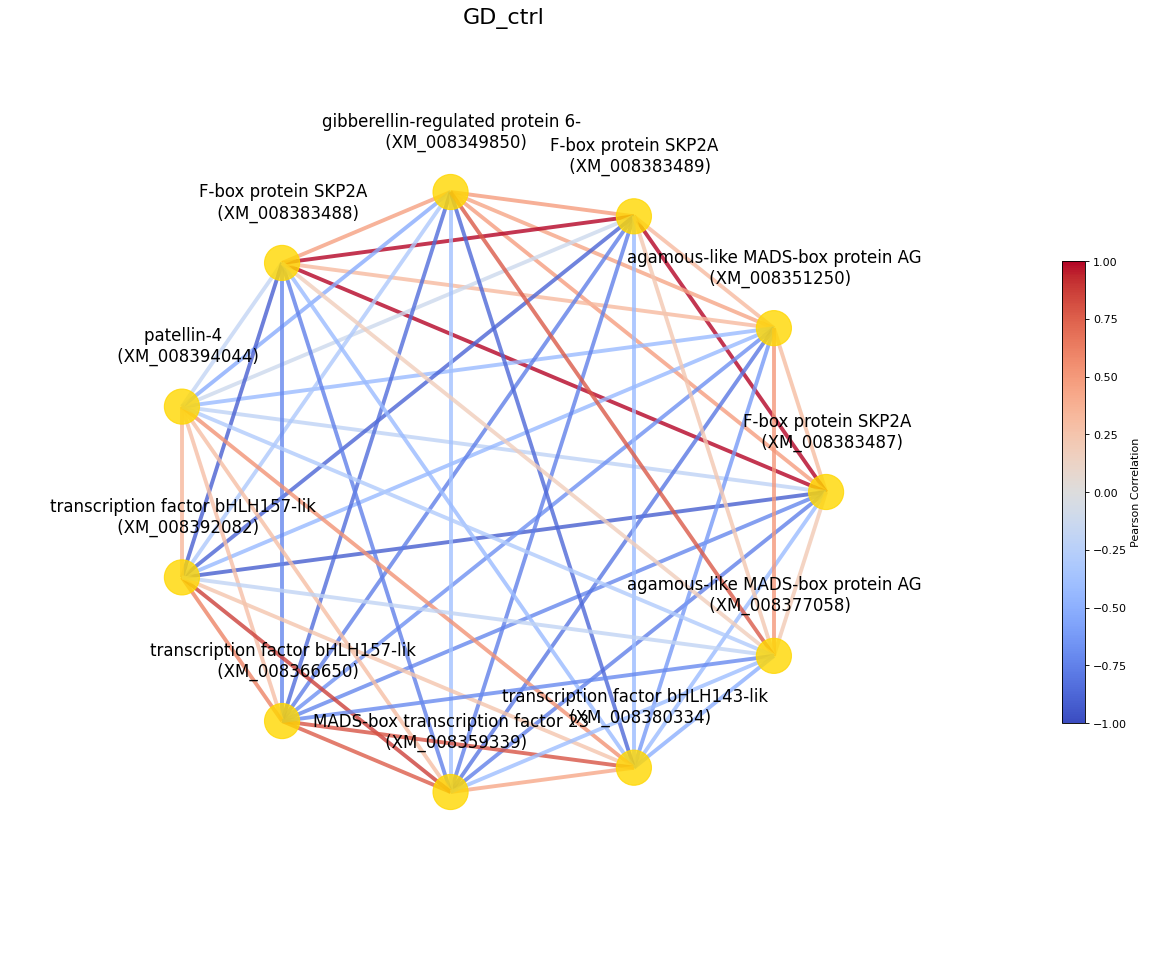 GD_ctrl
gibberellin-regulated protein 6-
(XM_008349850)
F-box protein SKP2A
(XM_008383489)
F-box protein SKP2A
(XM_008383488)
agamous-like MADS-box protein AG
(XM_008351250)
patellin-4
(XM_008394044)
F-box protein SKP2A
(XM_008383487)
transcription factor bHLH157-lik
(XM_008392082)
agamous-like MADS-box protein AG
(XM_008377058)
transcription factor bHLH157-lik
(XM_008366650)
transcription factor bHLH143-lik
(XM_008380334)
MADS-box transcription factor 23
(XM_008359339)
1.00
0.75
0.50
0.25
0.00
−0.25
−0.50
−0.75
−1.00
Pearson Correlation